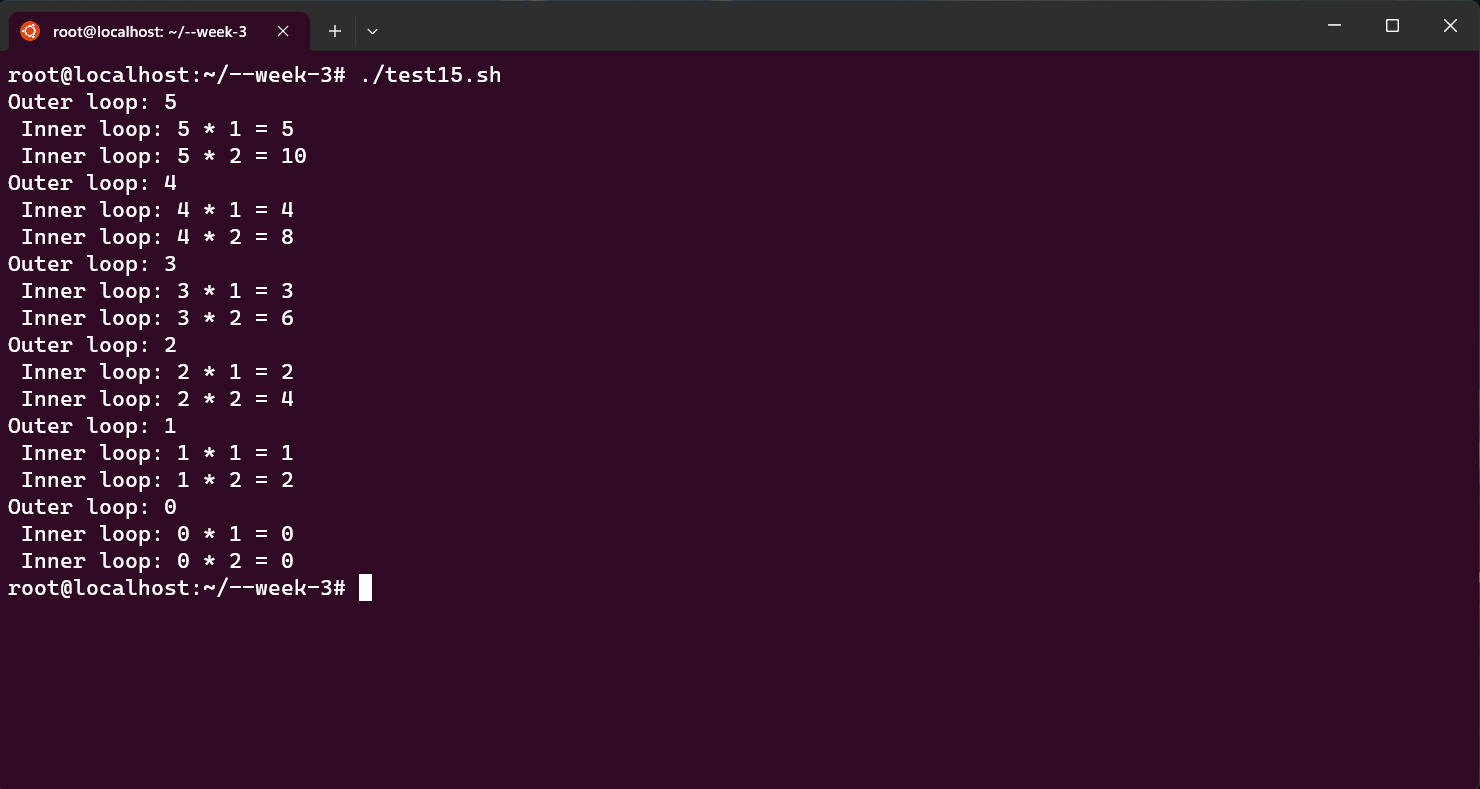 root@localhost: ~/--week-3
root@localhost:~/--week-3# ./test15.sh
Outer loop: 5
 Inner loop: 5 * 1 = 5
 Inner loop: 5 * 2 = 10
Outer loop: 4
 Inner loop: 4 * 1 = 4
 Inner loop: 4 * 2 = 8
Outer loop: 3
 Inner loop: 3 * 1 = 3
 Inner loop: 3 * 2 = 6
Outer loop: 2
 Inner loop: 2 * 1 = 2
 Inner loop: 2 * 2 = 4
Outer loop: 1
 Inner loop: 1 * 1 = 1
 Inner loop: 1 * 2 = 2
Outer loop: 0
 Inner loop: 0 * 1 = 0
 Inner loop: 0 * 2 = 0
root@localhost:~/--week-3#